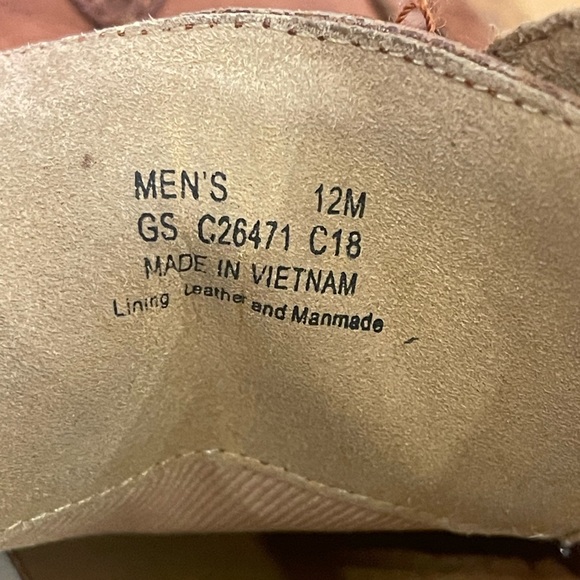 MEN'S 12M
GS C26471 C18
MADE IN VIETNAM
Lining Leather and Manmade